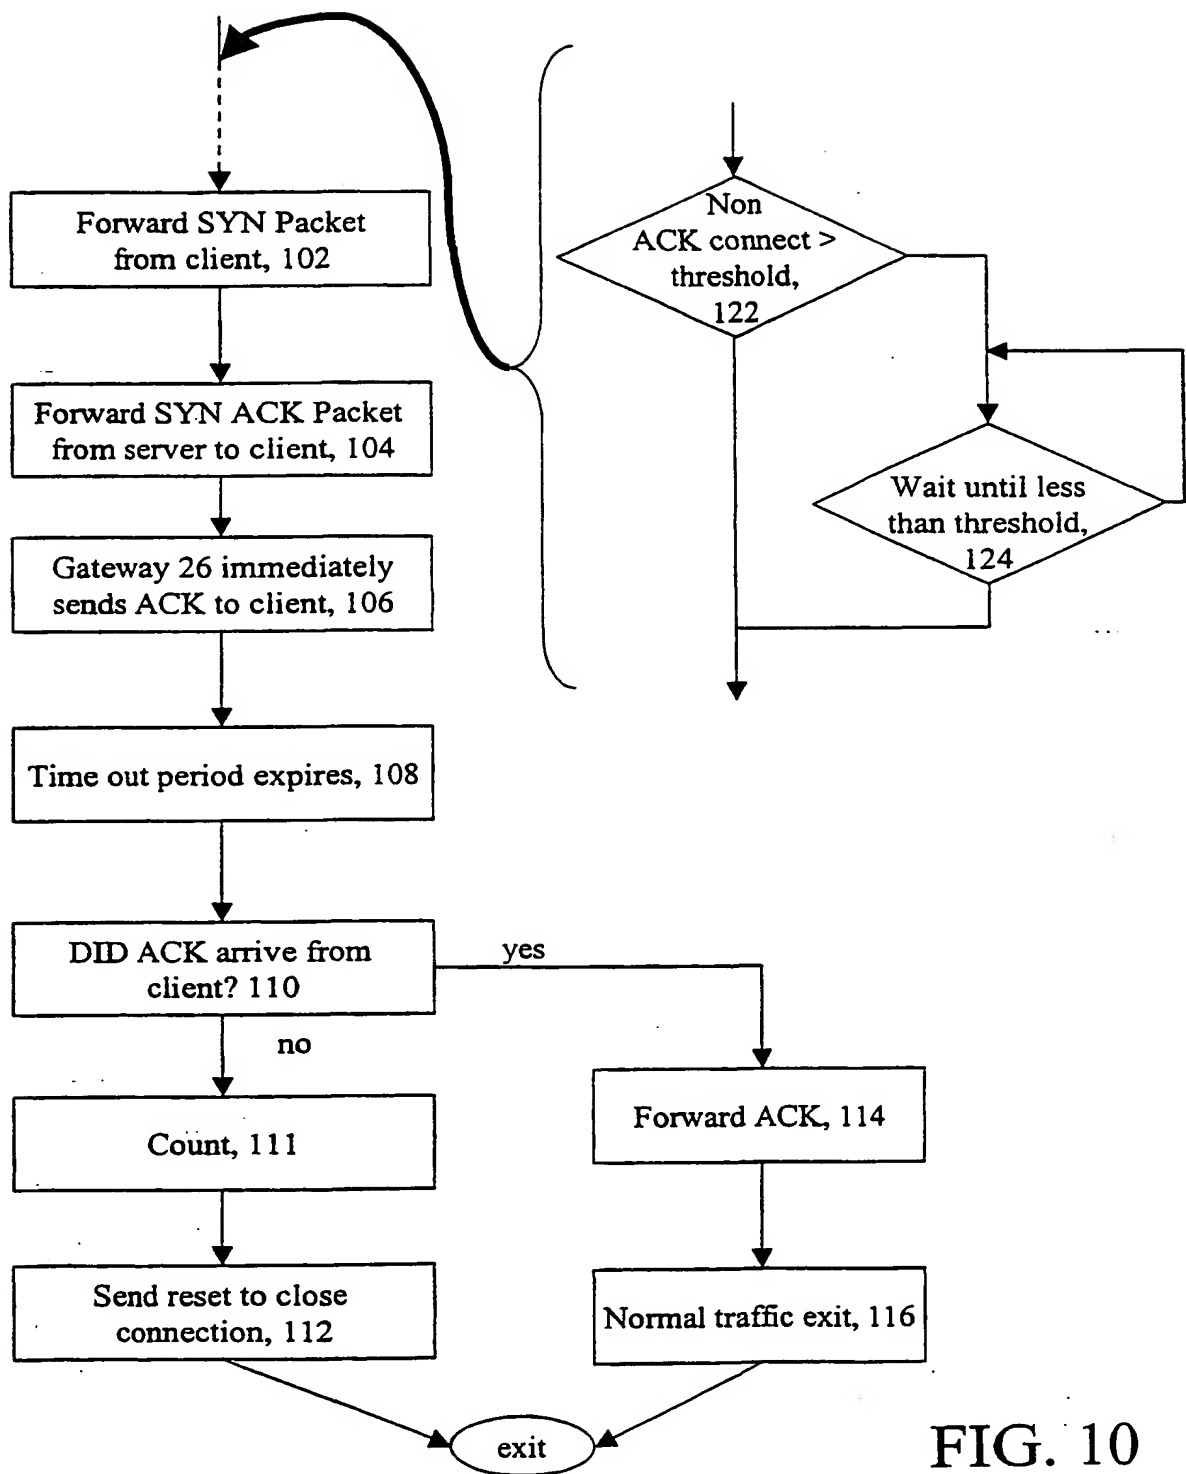 Forward SYN Packet
from client, 102
Forward SYN ACK Packet
from server to client, 104
Gateway 26 immediately
sends ACK to client, 106
Time out period expires, 108
DID ACK arrive from
client? 110
yes
no
Count, 111
Send reset to close
connection, 112
Forward ACK, 114
Normal traffic exit, 116
exit
Non
ACK connect >
threshold,
122
Wait until less
than threshold,
124
FIG. 10